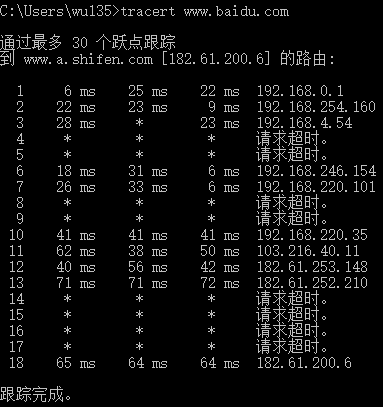 C:\Users\wu135>tracert www.baidu.com
通过最多 30 个跃点跟踪
到 www.a.shifen.com [182.61.200.6] 的路由:
1 6 ms 25 ms 22 ms 192.168.0.1
2 22 ms 23 ms 9 ms 192.168.254.160
3 28 ms * 23 ms 192.168.4.54
4 * * * 请求超时。
5 * * * 请求超时。
6 18 ms 31 ms 6 ms 192.168.246.154
7 26 ms 33 ms 6 ms 192.168.220.101
8 * * * 请求超时。
9 * * * 请求超时。
10 41 ms 41 ms 41 ms 192.168.220.35
11 62 ms 38 ms 50 ms 103.216.40.11
12 40 ms 56 ms 42 ms 182.61.253.148
13 71 ms 71 ms 72 ms 182.61.252.210
14 * * * 请求超时。
15 * * * 请求超时。
16 * * * 请求超时。
17 * * * 请求超时。
18 65 ms 64 ms 64 ms 182.61.200.6
跟踪完成。